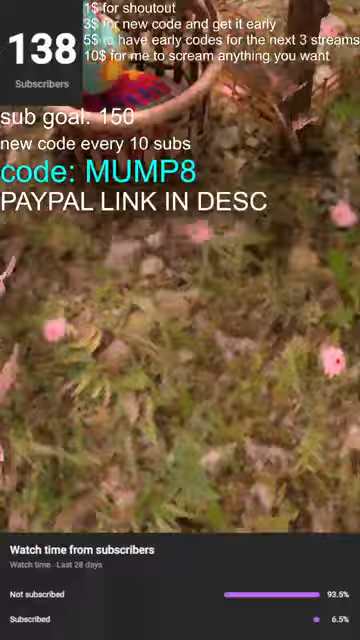 1$ for shoutout
3$ for new code and get it early
5$ to have early codes for the next 3 streams
10$ for me to scream anything you want
138
Subscribers
sub goal: 150
new code every 10 subs
code: MUMP8
PAYPAL LINK IN DESC
Watch time from subscribers
Watch time · Last 28 days
Not subscribed 93.5%
Subscribed 6.5%